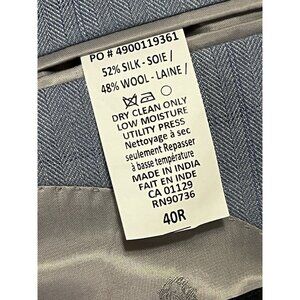 PO # 4900119361
52% SILK - SOIE /
48% WOOL - LAINE /
DRY CLEAN ONLY
LOW MOISTURE
UTILITY PRESS
Nettoyage à sec
seulement Repasser
à basse température
MADE IN INDIA
FAIT EN INDE
CA 01129
RN90736
40R